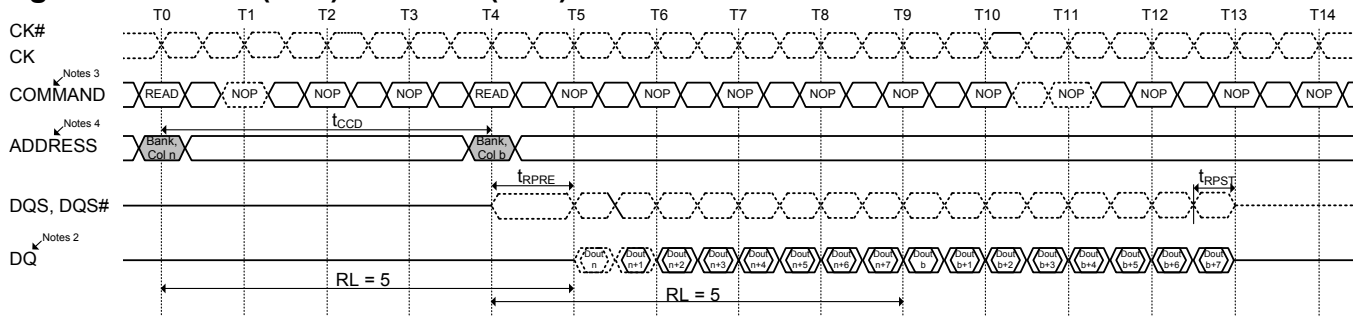 T0 T1 T2 T3 T4 T5 T6 T7 T8 T9 T10 T11 T12 T13 T14
CK#
CK
Notes 3
COMMAND READ NOP NOP NOP READ NOP NOP NOP NOP NOP NOP NOP NOP NOP NOP
Notes 4
tCCD
ADDRESS Bank, Col n Bank, Col b
tRPRE tRPST
DQS, DQS#
Notes 2
DQ Dout n Dout n+1 Dout n+2 Dout n+3 Dout n+4 Dout n+5 Dout n+6 Dout n+7 Dout b Dout b+1 Dout b+2 Dout b+3 Dout b+4 Dout b+5 Dout b+6 Dout b+7
RL = 5 RL = 5